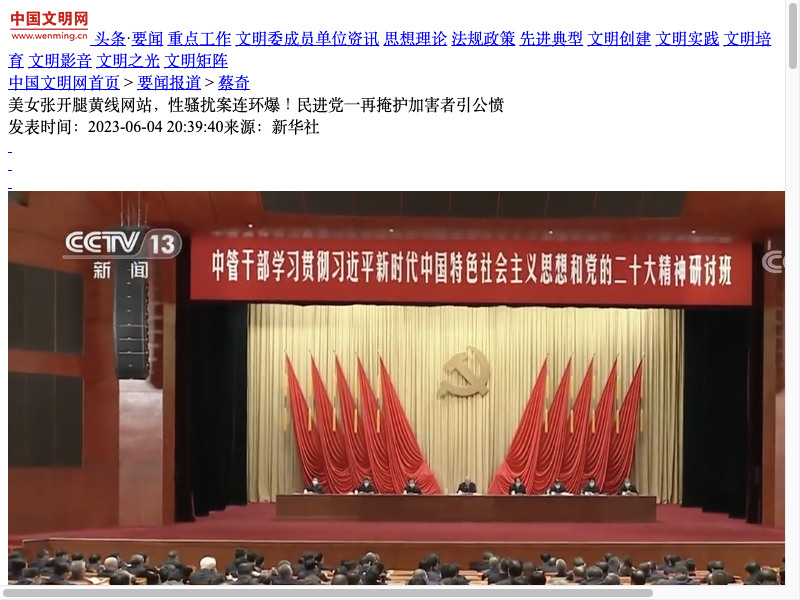 中国文明网
www.wenming.cn 头条·要闻 重点工作 文明委成员单位资讯 思想理论 法规政策 先进典型 文明创建 文明实践 文明培
育 文明影音 文明之光 文明矩阵
中国文明网首页 > 要闻报道 > 蔡奇
美女张开腿黄线网站，性骚扰案连环爆！民进党一再掩护加害者引公愤
发表时间：2023-06-04 20:39:40来源：新华社
中管干部学习贯彻习近平新时代中国特色社会主义思想和党的二十大精神研讨班
CCTV 13
新闻